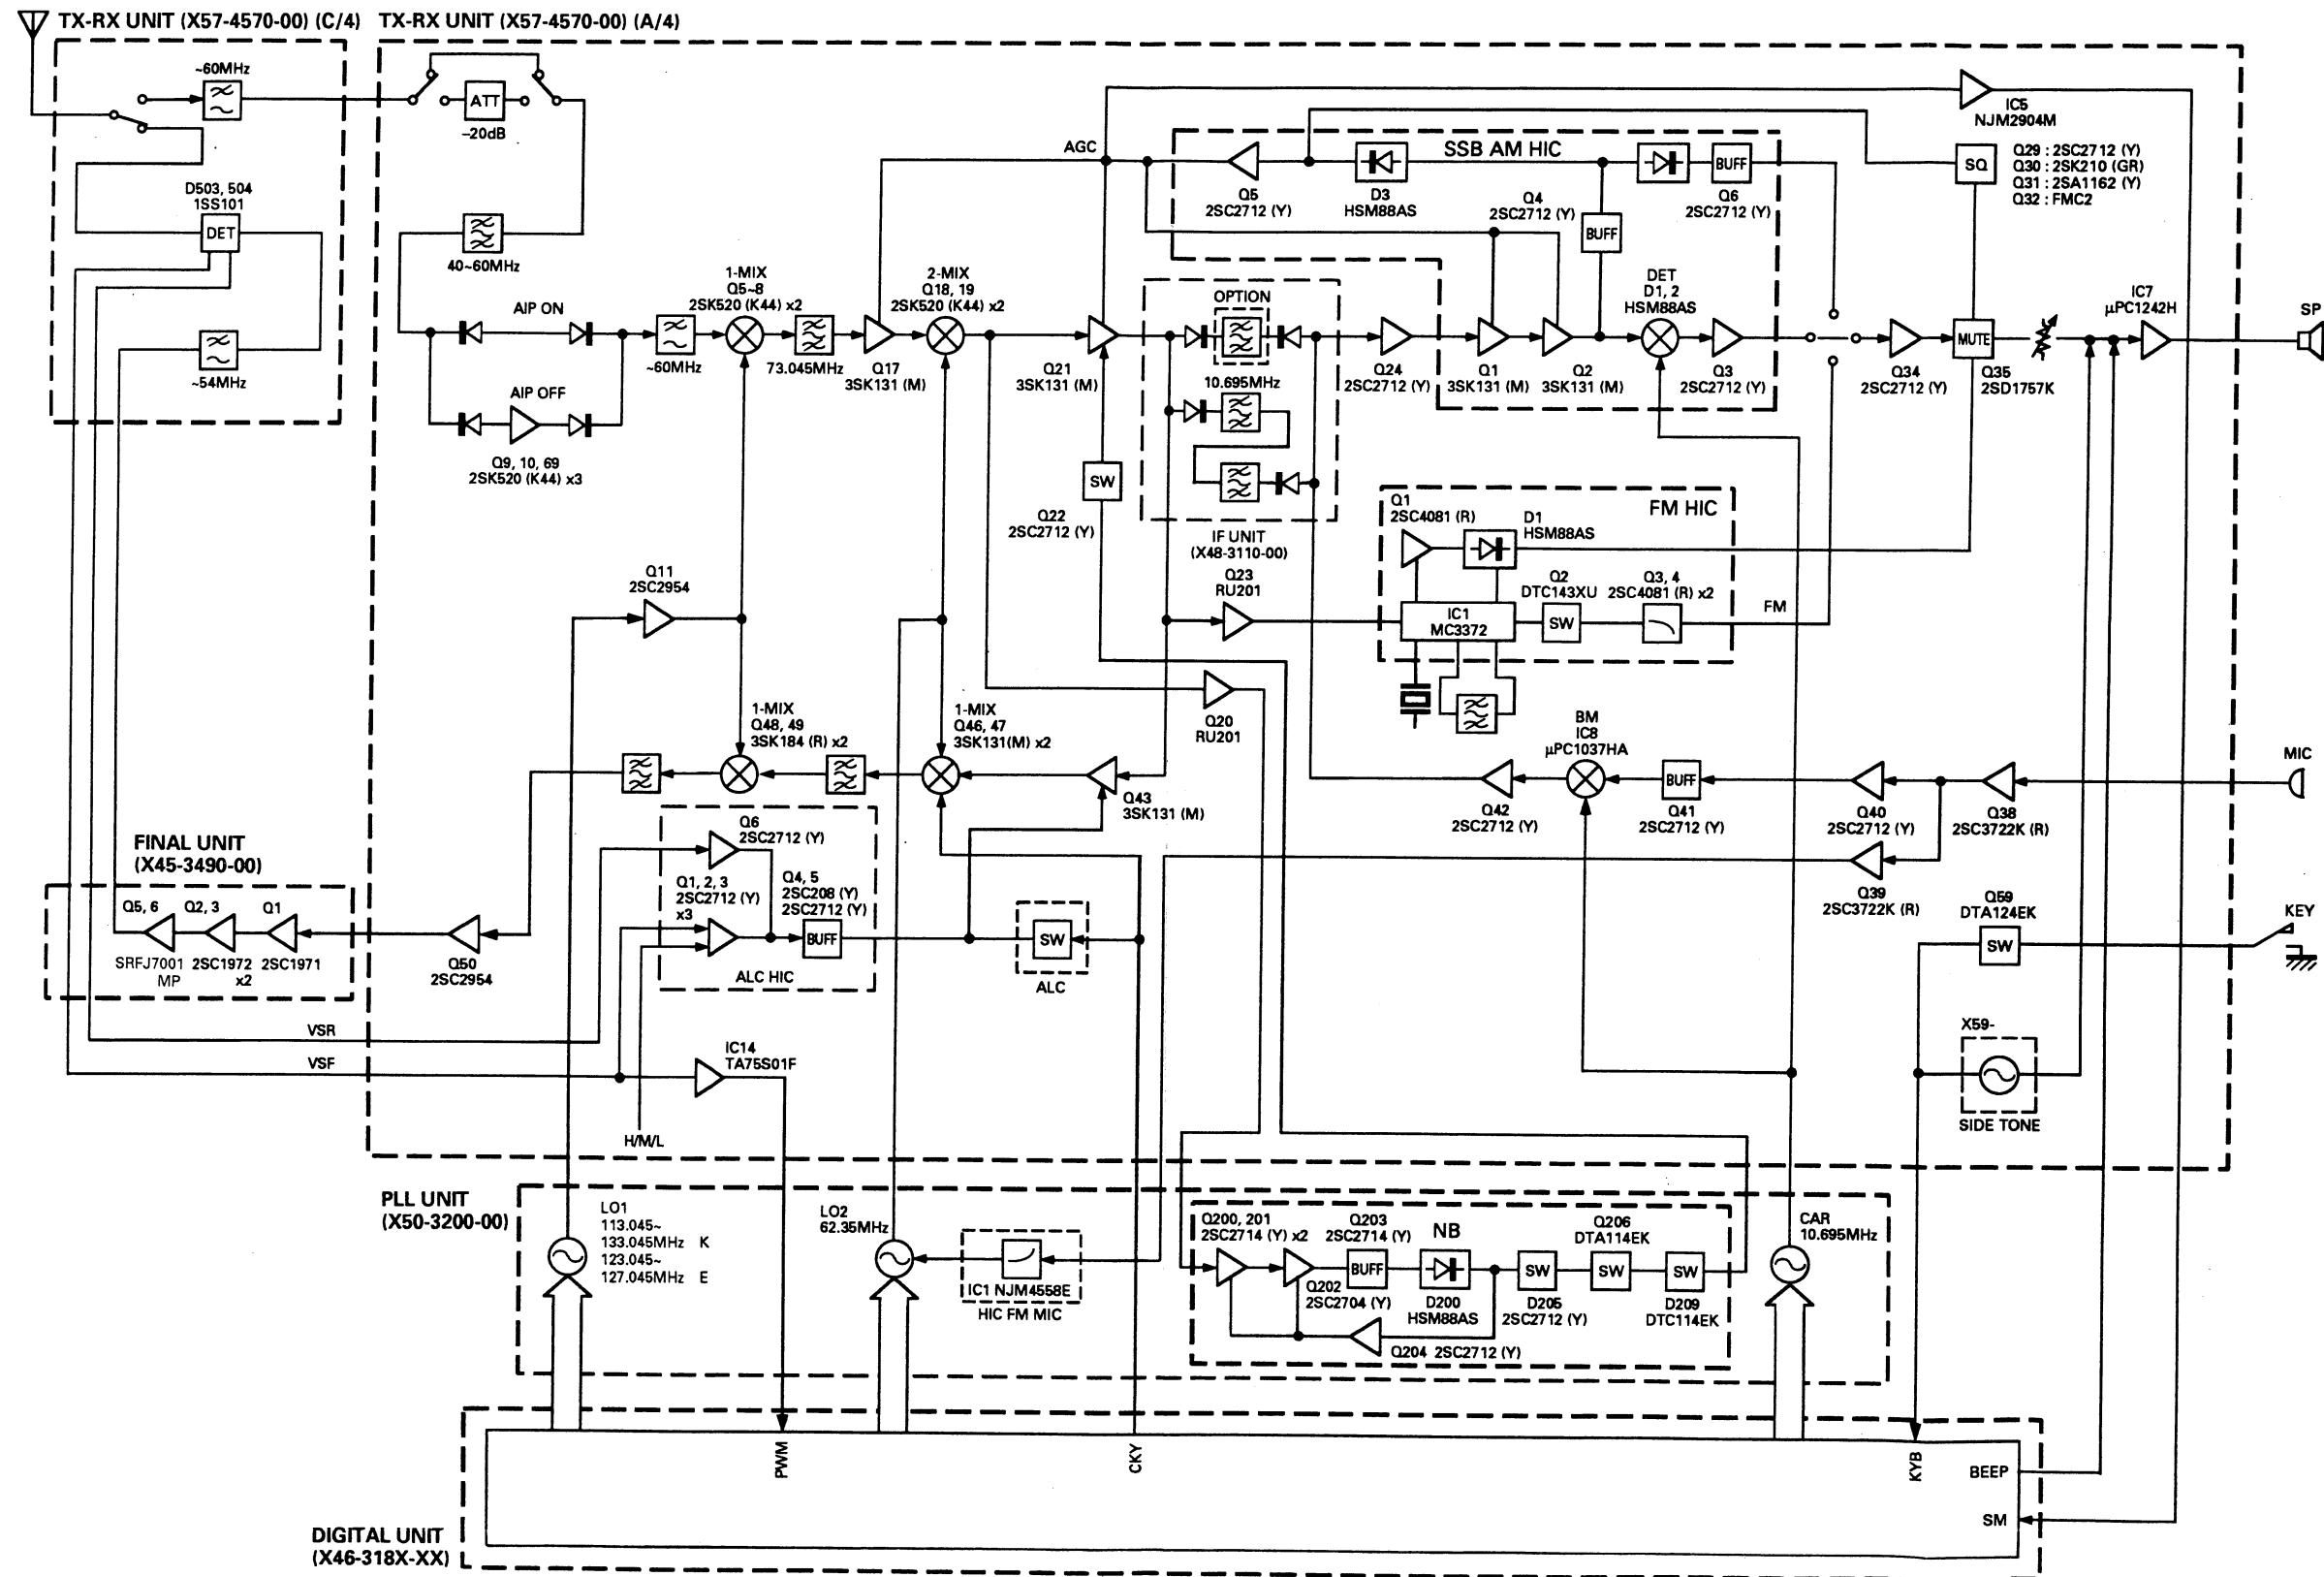 TX-RX UNIT (X57-4570-00) (C/4)
TX-RX UNIT (X57-4570-00) (A/4)
~60MHz
ATT
−20dB
D503, 504
1SS101
DET
~54MHz
40~60MHz
AIP ON
AIP OFF
Q9, 10, 69
2SK520 (K44) x3
~60MHz
1-MIX
Q5~8
2SK520 (K44) x2
73.045MHz
Q17
3SK131 (M)
2-MIX
Q18, 19
2SK520 (K44) x2
AGC
Q21
3SK131 (M)
SW
Q22
2SC2712 (Y)
OPTION
10.695MHz
IF UNIT
(X48-3110-00)
Q24
2SC2712 (Y)
SSB AM HIC
Q5
2SC2712 (Y)
D3
HSM88AS
Q4
2SC2712 (Y)
BUFF
BUFF
Q6
2SC2712 (Y)
Q1
3SK131 (M)
Q2
3SK131 (M)
DET
D1, 2
HSM88AS
Q3
2SC2712 (Y)
IC5
NJM2904M
SQ
Q29 : 2SC2712 (Y)
Q30 : 2SK210 (GR)
Q31 : 2SA1162 (Y)
Q32 : FMC2
Q34
2SC2712 (Y)
MUTE
Q35
2SD1757K
IC7
μPC1242H
SP
FM HIC
Q1
2SC4081 (R)
D1
HSM88AS
IC1
MC3372
Q2
DTC143XU
SW
Q3, 4
2SC4081 (R) x2
FM
Q23
RU201
Q20
RU201
Q11
2SC2954
1-MIX
Q48, 49
3SK184 (R) x2
1-MIX
Q46, 47
3SK131(M) x2
Q43
3SK131 (M)
BM
IC8
μPC1037HA
Q42
2SC2712 (Y)
BUFF
Q41
2SC2712 (Y)
Q40
2SC2712 (Y)
Q38
2SC3722K (R)
MIC
Q39
2SC3722K (R)
Q59
DTA124EK
SW
KEY
X59-
SIDE TONE
FINAL UNIT
(X45-3490-00)
Q5, 6
Q2, 3
Q1
SRFJ7001
MP
2SC1972
x2
2SC1971
Q50
2SC2954
Q6
2SC2712 (Y)
Q1, 2, 3
2SC2712 (Y)
x3
Q4, 5
2SC208 (Y)
2SC2712 (Y)
BUFF
ALC HIC
SW
ALC
VSR
VSF
IC14
TA75S01F
H/M/L
PLL UNIT
(X50-3200-00)
LO1
113.045~
133.045MHz K
123.045~
127.045MHz E
LO2
62.35MHz
IC1 NJM4558E
HIC FM MIC
Q200, 201
2SC2714 (Y) x2
Q203
2SC2714 (Y)
NB
Q206
DTA114EK
BUFF
SW
SW
SW
Q202
2SC2704 (Y)
D200
HSM88AS
D205
2SC2712 (Y)
D209
DTC114EK
Q204 2SC2712 (Y)
CAR
10.695MHz
PWM
CKY
KYB
BEEP
SM
DIGITAL UNIT
(X46-318X-XX)